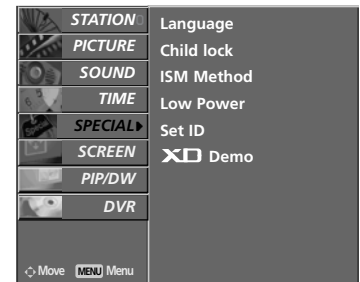 STATION
PICTURE
SOUND
TIME
SPECIAL
SCREEN
PIP/DW
DVR
Move MENU Menu
Language
Child lock
ISM Method
Low Power
Set ID
XD Demo